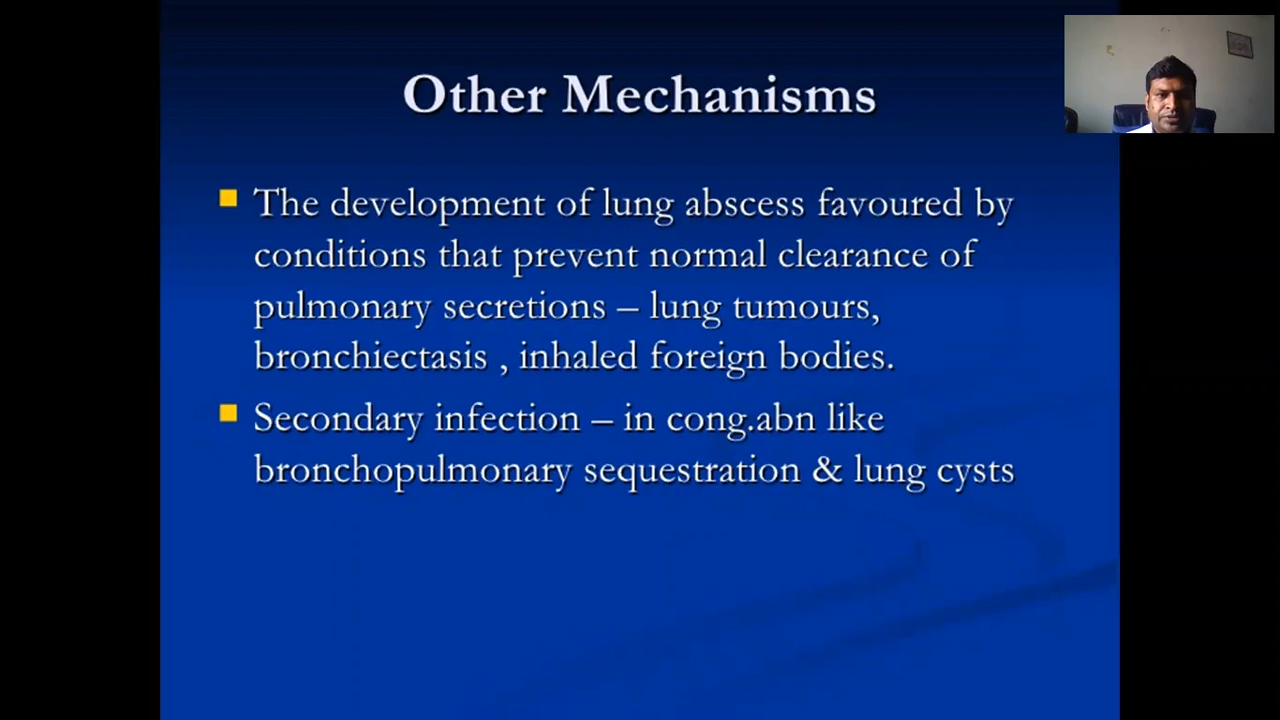 Other Mechanisms
The development of lung abscess favoured by
conditions that prevent normal clearance of
pulmonary secretions – lung tumours,
bronchiectasis , inhaled foreign bodies.
Secondary infection – in cong.abn like
bronchopulmonary sequestration & lung cysts